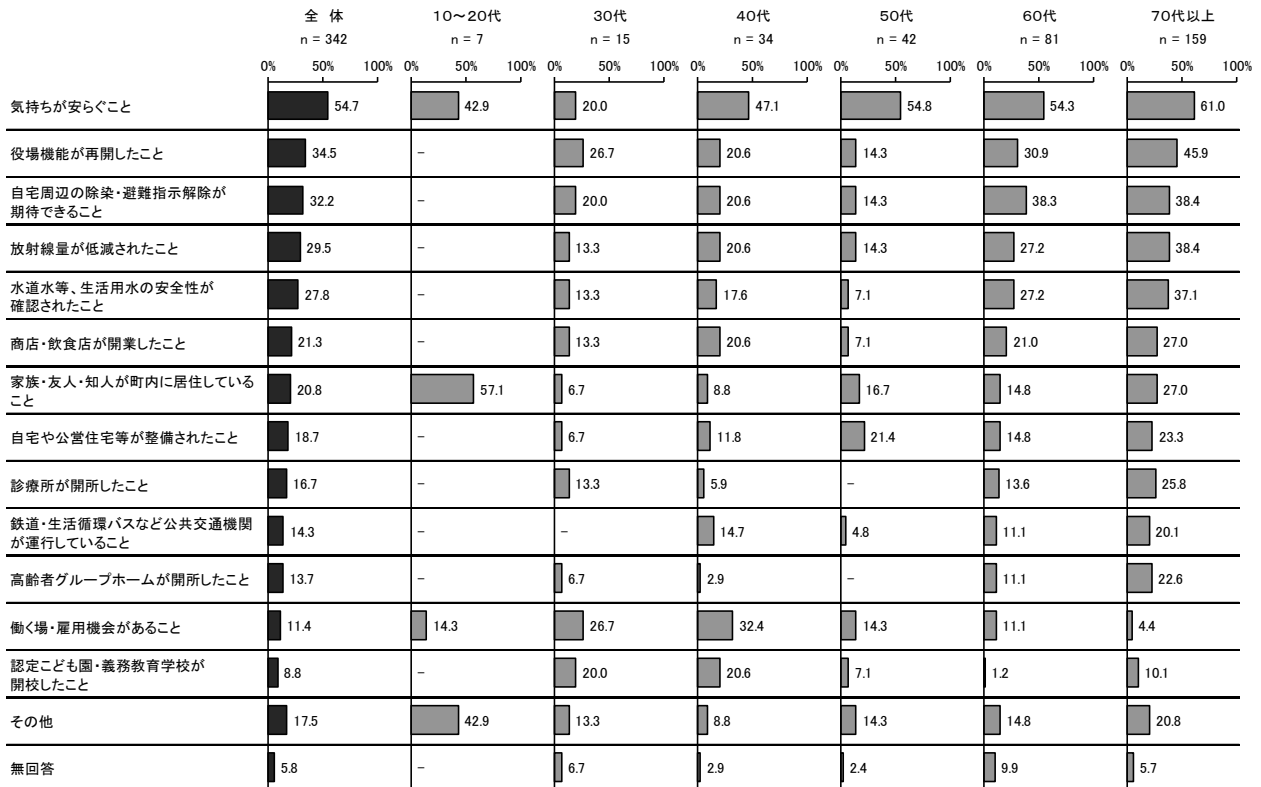 全 体 10～20代 30代 40代 50代 60代 70代以上
n = 342 n = 7 n = 15 n = 34 n = 42 n = 81 n = 159
0% 50% 100% 0% 50% 100% 0% 50% 100% 0% 50% 100% 0% 50% 100% 0% 50% 100% 0% 50% 100%
気持ちが安らぐこと 54.7 42.9 20.0 47.1 54.8 54.3 61.0
役場機能が再開したこと 34.5 – 26.7 20.6 14.3 30.9 45.9
自宅周辺の除染・避難指示解除が
期待できること 32.2 – 20.0 20.6 14.3 38.3 38.4
放射線量が低減されたこと 29.5 – 13.3 20.6 14.3 27.2 38.4
水道水等、生活用水の安全性が
確認されたこと 27.8 – 13.3 17.6 7.1 27.2 37.1
商店・飲食店が開業したこと 21.3 – 13.3 20.6 7.1 21.0 27.0
家族・友人・知人が町内に居住している
こと 20.8 57.1 6.7 8.8 16.7 14.8 27.0
自宅や公営住宅等が整備されたこと 18.7 – 6.7 11.8 21.4 14.8 23.3
診療所が開所したこと 16.7 – 13.3 5.9 – 13.6 25.8
鉄道・生活循環バスなど公共交通機関
が運行していること 14.3 – – 14.7 4.8 11.1 20.1
高齢者グループホームが開所したこと 13.7 – 6.7 2.9 – 11.1 22.6
働く場・雇用機会があること 11.4 14.3 26.7 32.4 14.3 11.1 4.4
認定こども園・義務教育学校が
開校したこと 8.8 – 20.0 20.6 7.1 1.2 10.1
その他 17.5 42.9 13.3 8.8 14.3 14.8 20.8
無回答 5.8 – 6.7 2.9 2.4 9.9 5.7